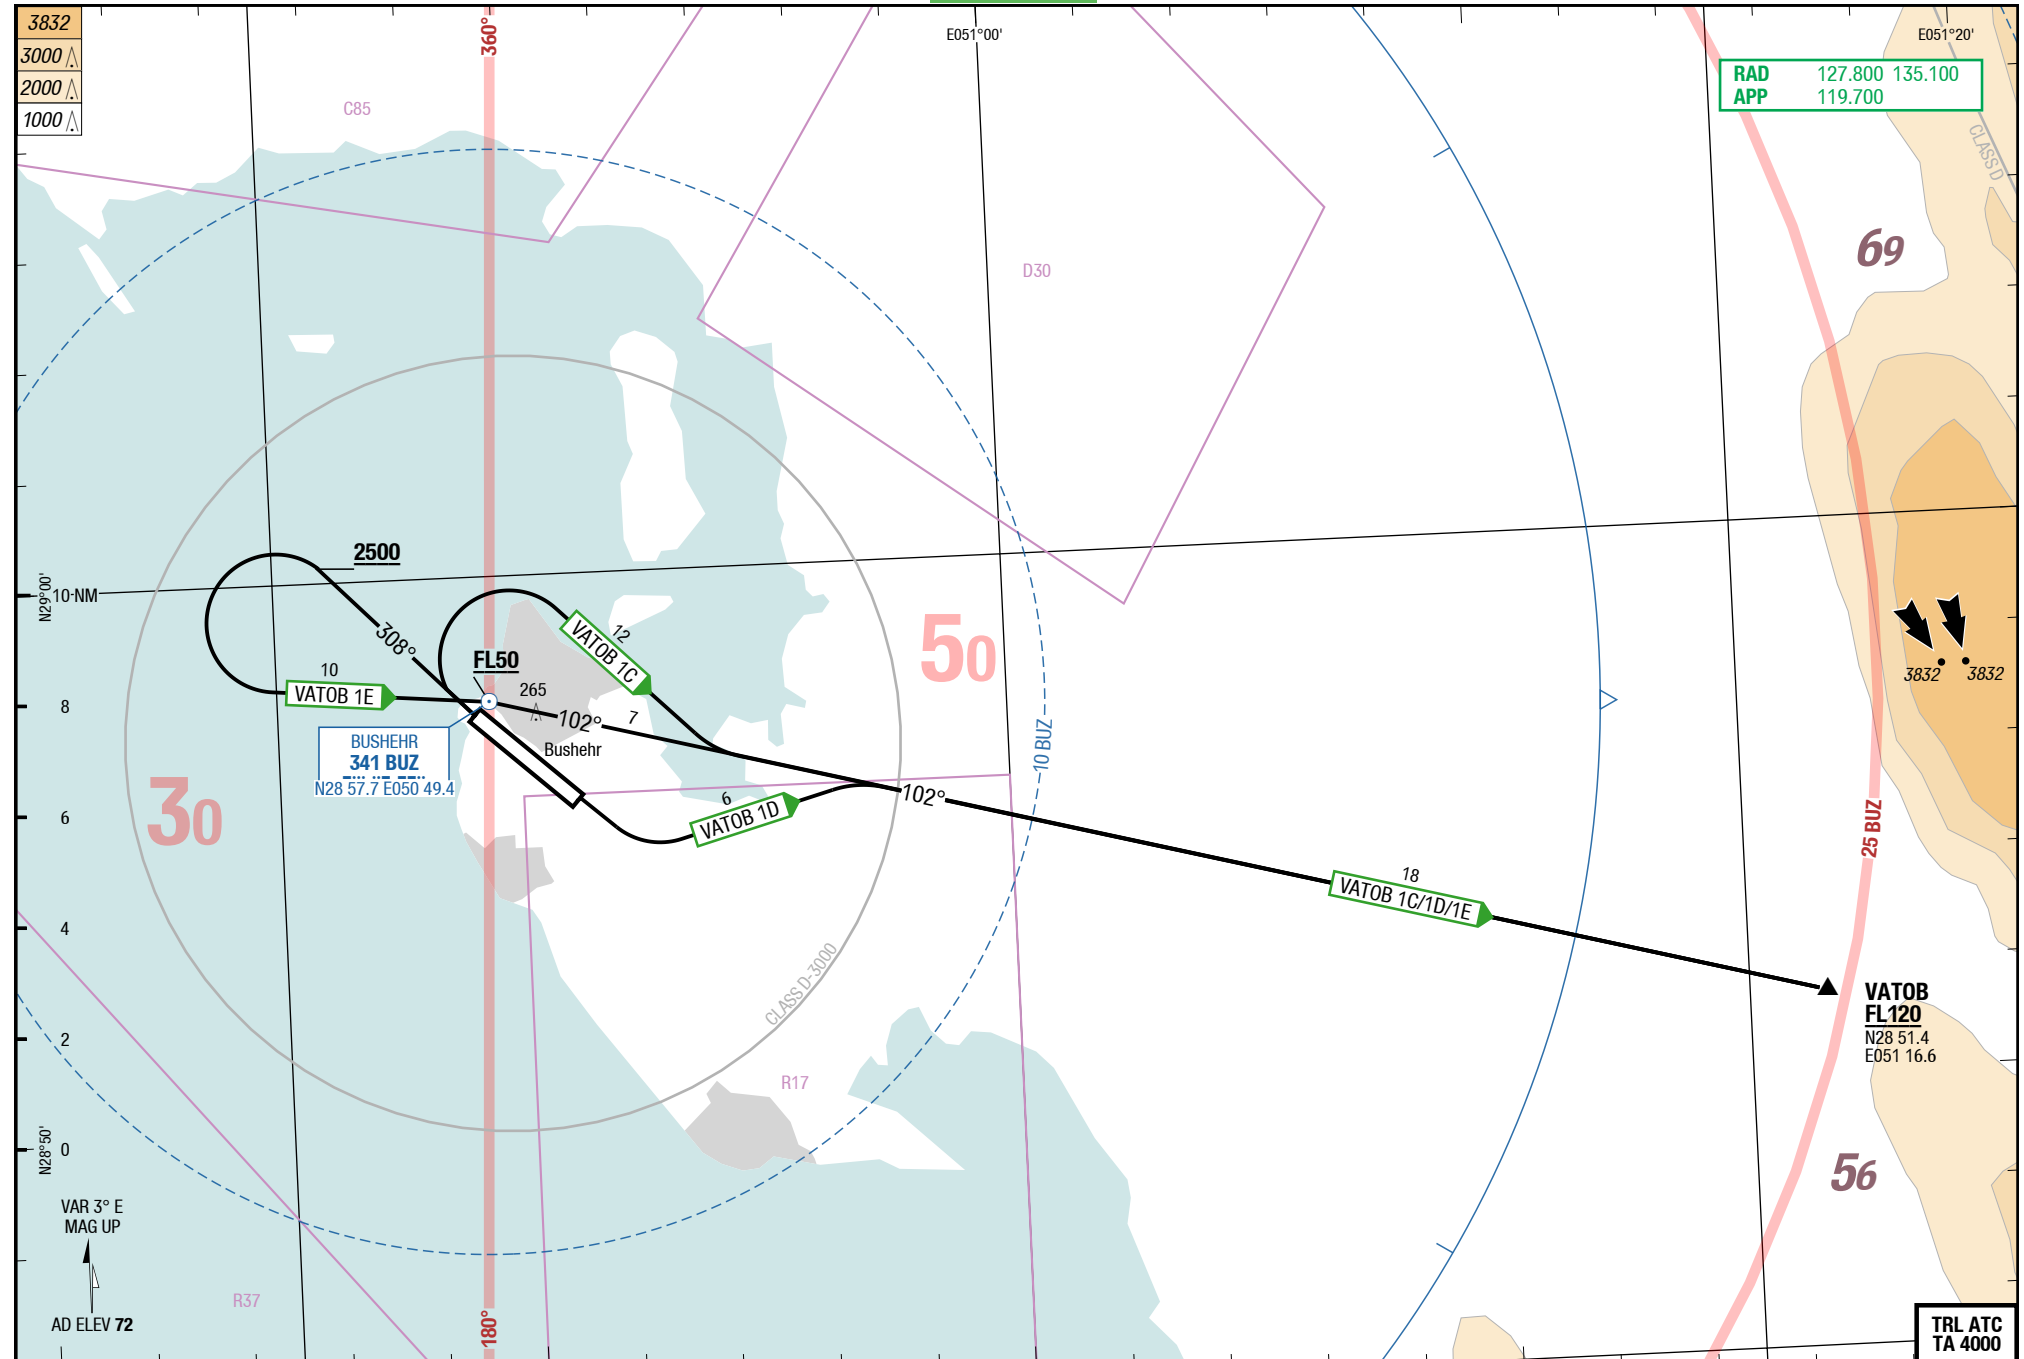 3832
3000
2000
1000
360°
E051°00'
E051°20'
RAD 127.800 135.100
APP 119.700
C85
CLASS D
D30
69
2500
N29°00'
10 NM
308°
12
VATOB 1C
50
FL50
10
VATOB 1E
265
102°
7
3832
3832
8
BUSHEHR
341 BUZ
N28 57.7 E050 49.4
Bushehr
10 BUZ
30
6
6
VATOB 1D
102°
25 BUZ
18
VATOB 1C/1D/1E
4
CLASS D-3000
VATOB
FL120
N28 51.4
E051 16.6
2
R17
N28°50'
0
56
VAR 3° E
MAG UP
R37
AD ELEV 72
180°
TRL ATC
TA 4000